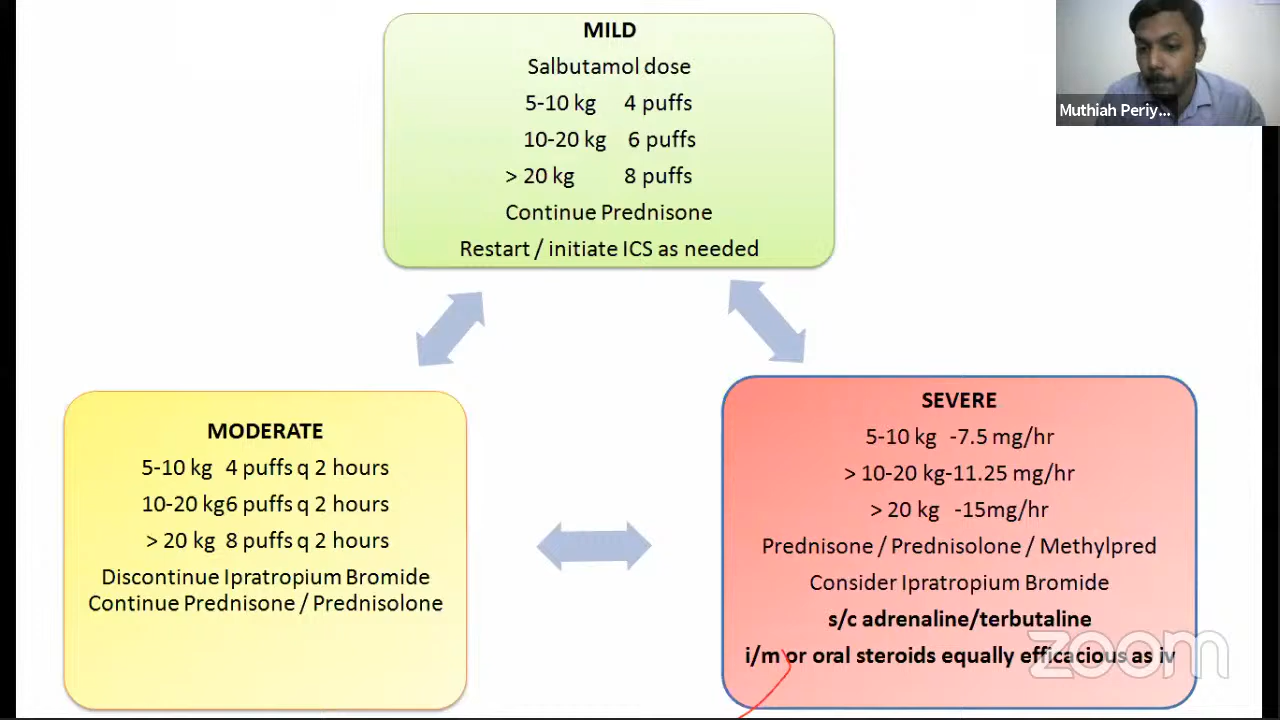 MILD
Salbutamol dose
5-10 kg 4 puffs
10-20 kg 6 puffs
> 20 kg 8 puffs
Continue Prednisone
Restart / initiate ICS as needed
Muthiah Periy...
MODERATE
5-10 kg 4 puffs q 2 hours
10-20 kg6 puffs q 2 hours
> 20 kg 8 puffs q 2 hours
Discontinue Ipratropium Bromide
Continue Prednisone / Prednisolone
SEVERE
5-10 kg -7.5 mg/hr
> 10-20 kg-11.25 mg/hr
> 20 kg -15mg/hr
Prednisone / Prednisolone / Methylpred
Consider Ipratropium Bromide
s/c adrenaline/terbutaline
i/m or oral steroids equally efficacious as iv
zoom